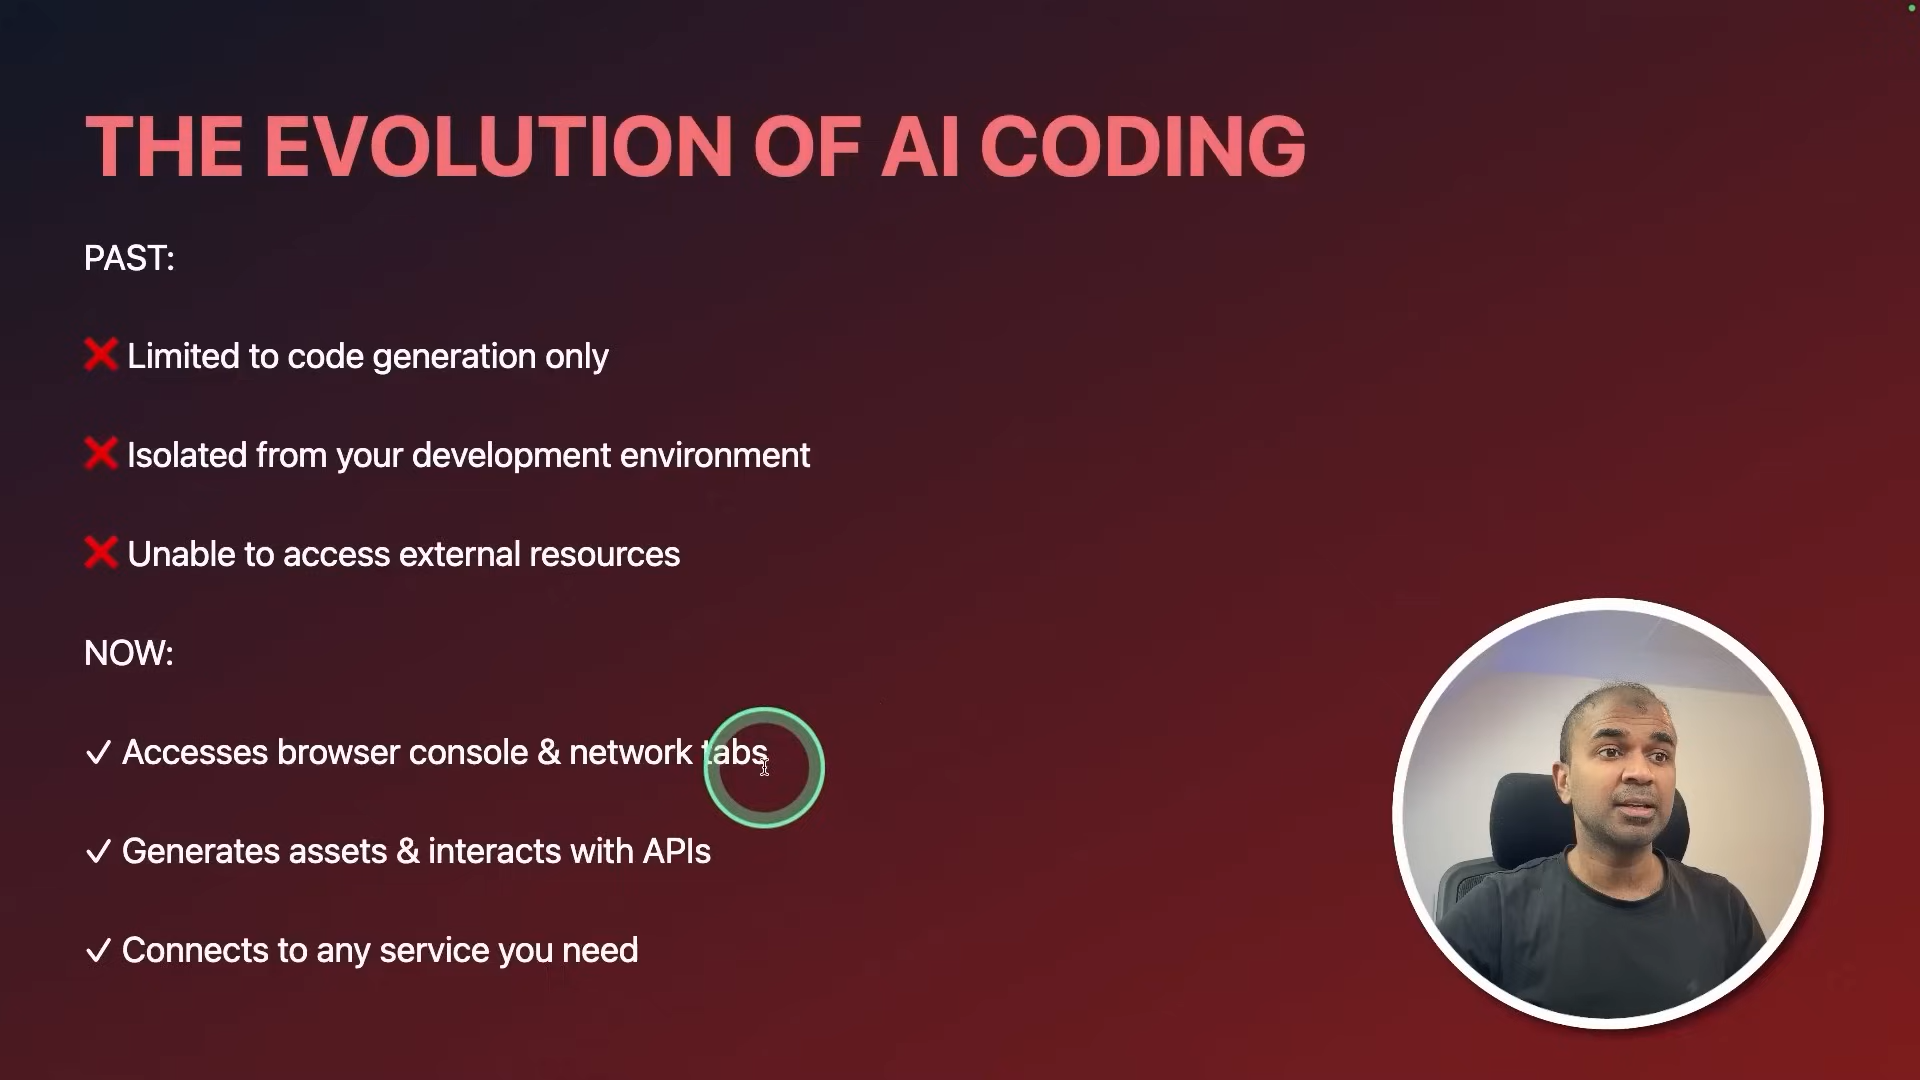 THE EVOLUTION OF AI CODING
PAST:
❌ Limited to code generation only
❌ Isolated from your development environment
❌ Unable to access external resources
NOW:
✓ Accesses browser console & network tabs
✓ Generates assets & interacts with APIs
✓ Connects to any service you need